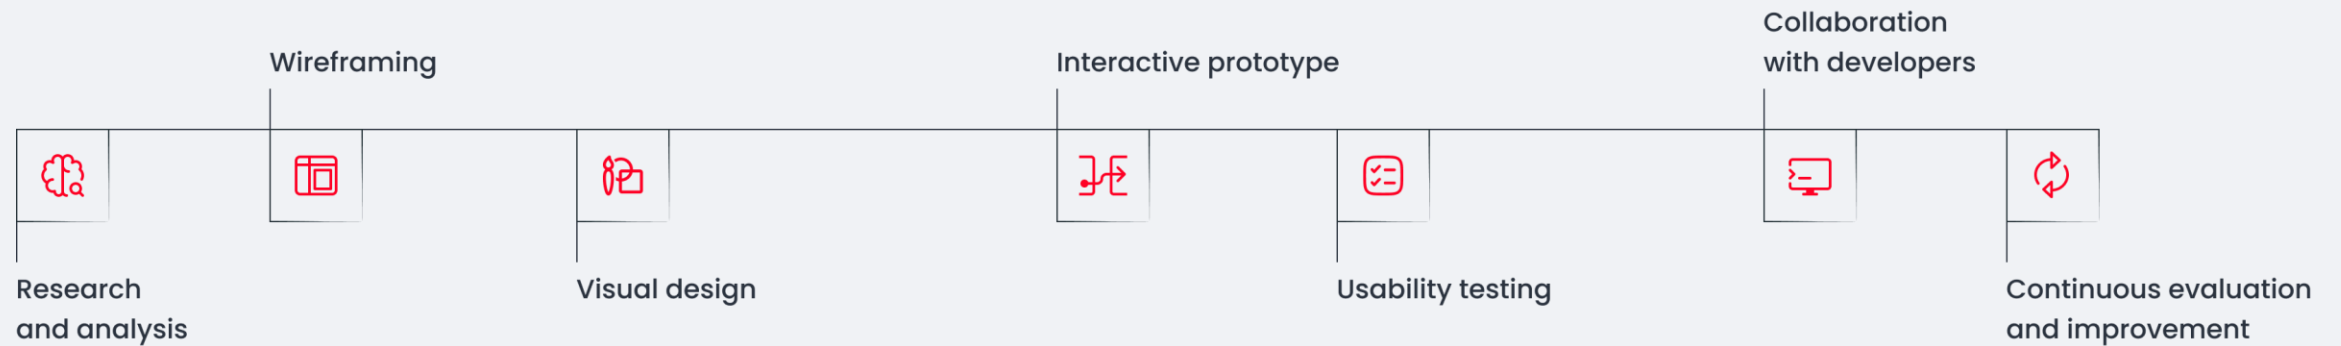 Research
and analysis
Wireframing
Visual design
Interactive prototype
Usability testing
Collaboration
with developers
Continuous evaluation
and improvement